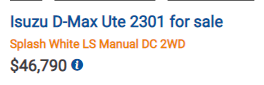 Isuzu D-Max Ute 2301 for sale
Splash White LS Manual DC 2WD
$46,790 i